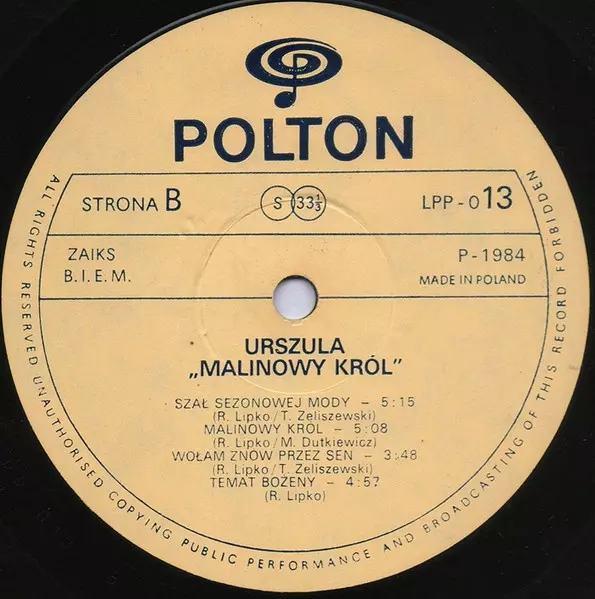 POLTON
STRONA B
S 33⅓
LPP-013
ZAIKS
B.I.E.M.
P-1984
MADE IN POLAND
URSZULA
„MALINOWY KRÓL”
SZAŁ SEZONOWEJ MODY – 5:15
(R. Lipko/T. Zeliszewski)
MALINOWY KRÓL – 5:08
(R. Lipko/M. Dutkiewicz)
WOŁAM ZNÓW PRZEZ SEN – 3:48
(R. Lipko/T. Zeliszewski)
TEMAT BOŻENY – 4:57
(R. Lipko)
ALL RIGHTS RESERVED UNAUTHORISED COPYING PUBLIC PERFORMANCE AND BROADCASTING OF THIS RECORD FORBIDDEN